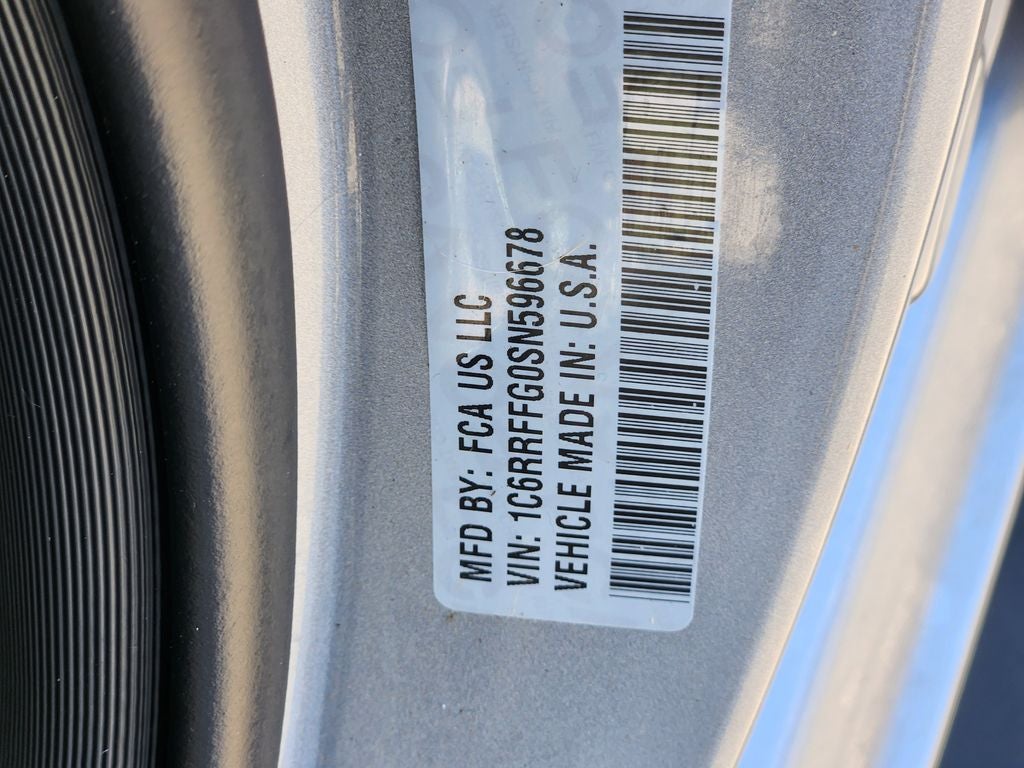 MFD BY: FCA US LLC
VIN: 1C6RRFFG0SN596678
VEHICLE MADE IN: U.S.A.